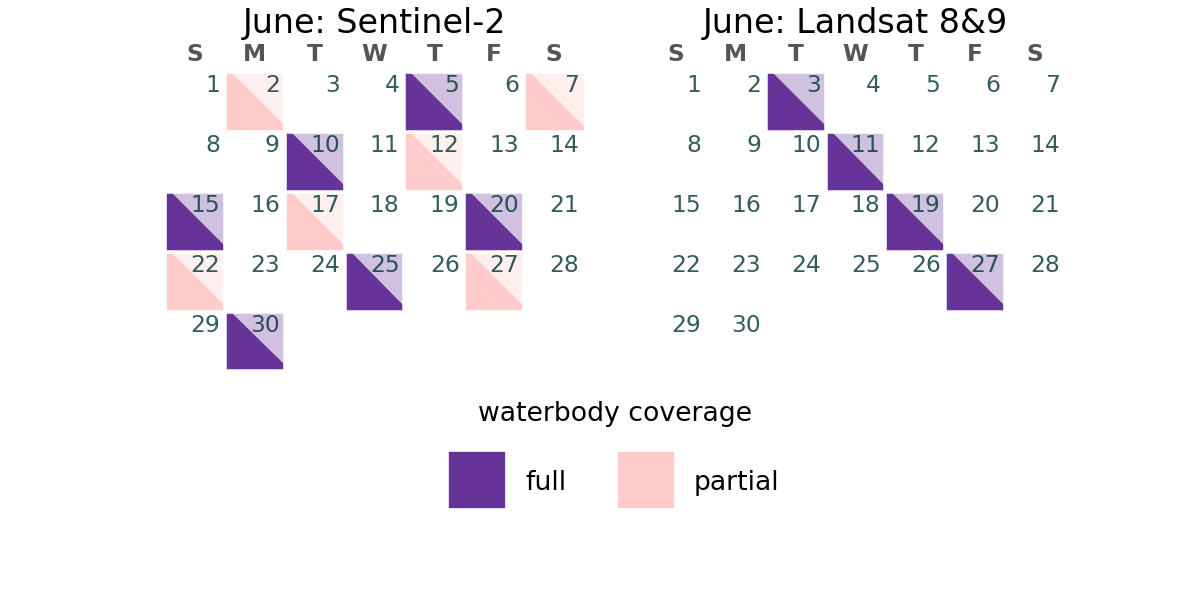 June: Sentinel-2
S M T W T F S
1 2 3 4 5 6 7
8 9 10 11 12 13 14
15 16 17 18 19 20 21
22 23 24 25 26 27 28
29 30
June: Landsat 8&9
S M T W T F S
1 2 3 4 5 6 7
8 9 10 11 12 13 14
15 16 17 18 19 20 21
22 23 24 25 26 27 28
29 30
waterbody coverage
full partial